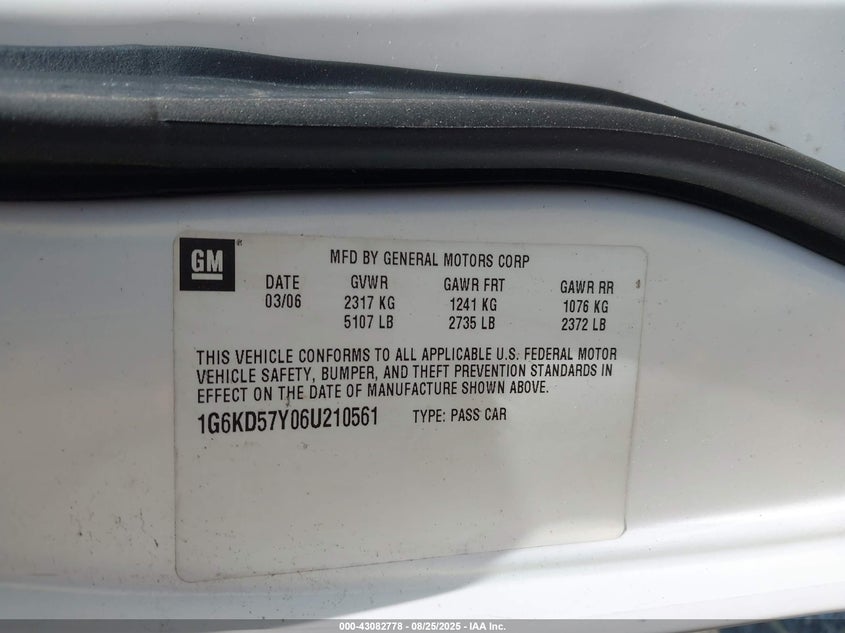 GM®
MFD BY GENERAL MOTORS CORP
DATE GVWR GAWR FRT GAWR RR
03/06 2317 KG 1241 KG 1076 KG
5107 LB 2735 LB 2372 LB
THIS VEHICLE CONFORMS TO ALL APPLICABLE U.S. FEDERAL MOTOR
VEHICLE SAFETY, BUMPER, AND THEFT PREVENTION STANDARDS IN
EFFECT ON THE DATE OF MANUFACTURE SHOWN ABOVE.
1G6KD57Y06U210561 TYPE: PASS CAR
000-43082778 - 08/25/2025 - IAA Inc.